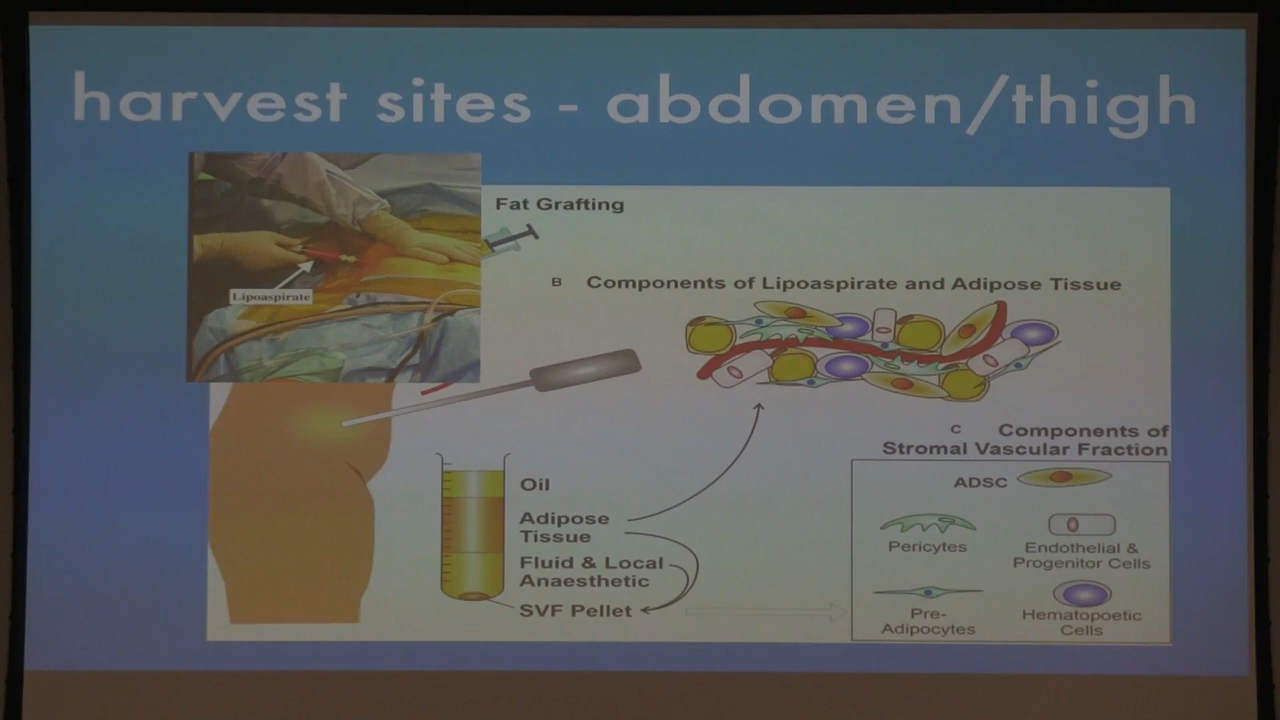 harvest sites - abdomen/thigh
Lipoaspirate
Fat Grafting
B Components of Lipoaspirate and Adipose Tissue
Oil
Adipose
Tissue
Fluid & Local
Anaesthetic
SVF Pellet
C Components of
Stromal Vascular Fraction
ADSC
Pericytes
Endothelial &
Progenitor Cells
Pre-
Adipocytes
Hematopoetic
Cells